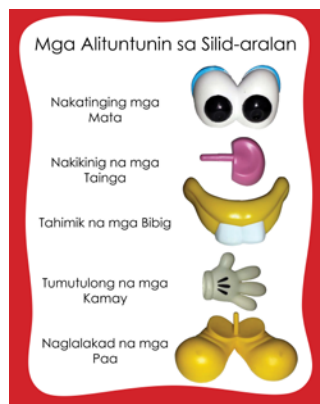 Mga Alituntunin sa Silid-aralan
Nakatinging mga
Mata
Nakikinig na mga
Tainga
Tahimik na mga Bibig
Tumutulong na mga
Kamay
Naglalakad na mga
Paa